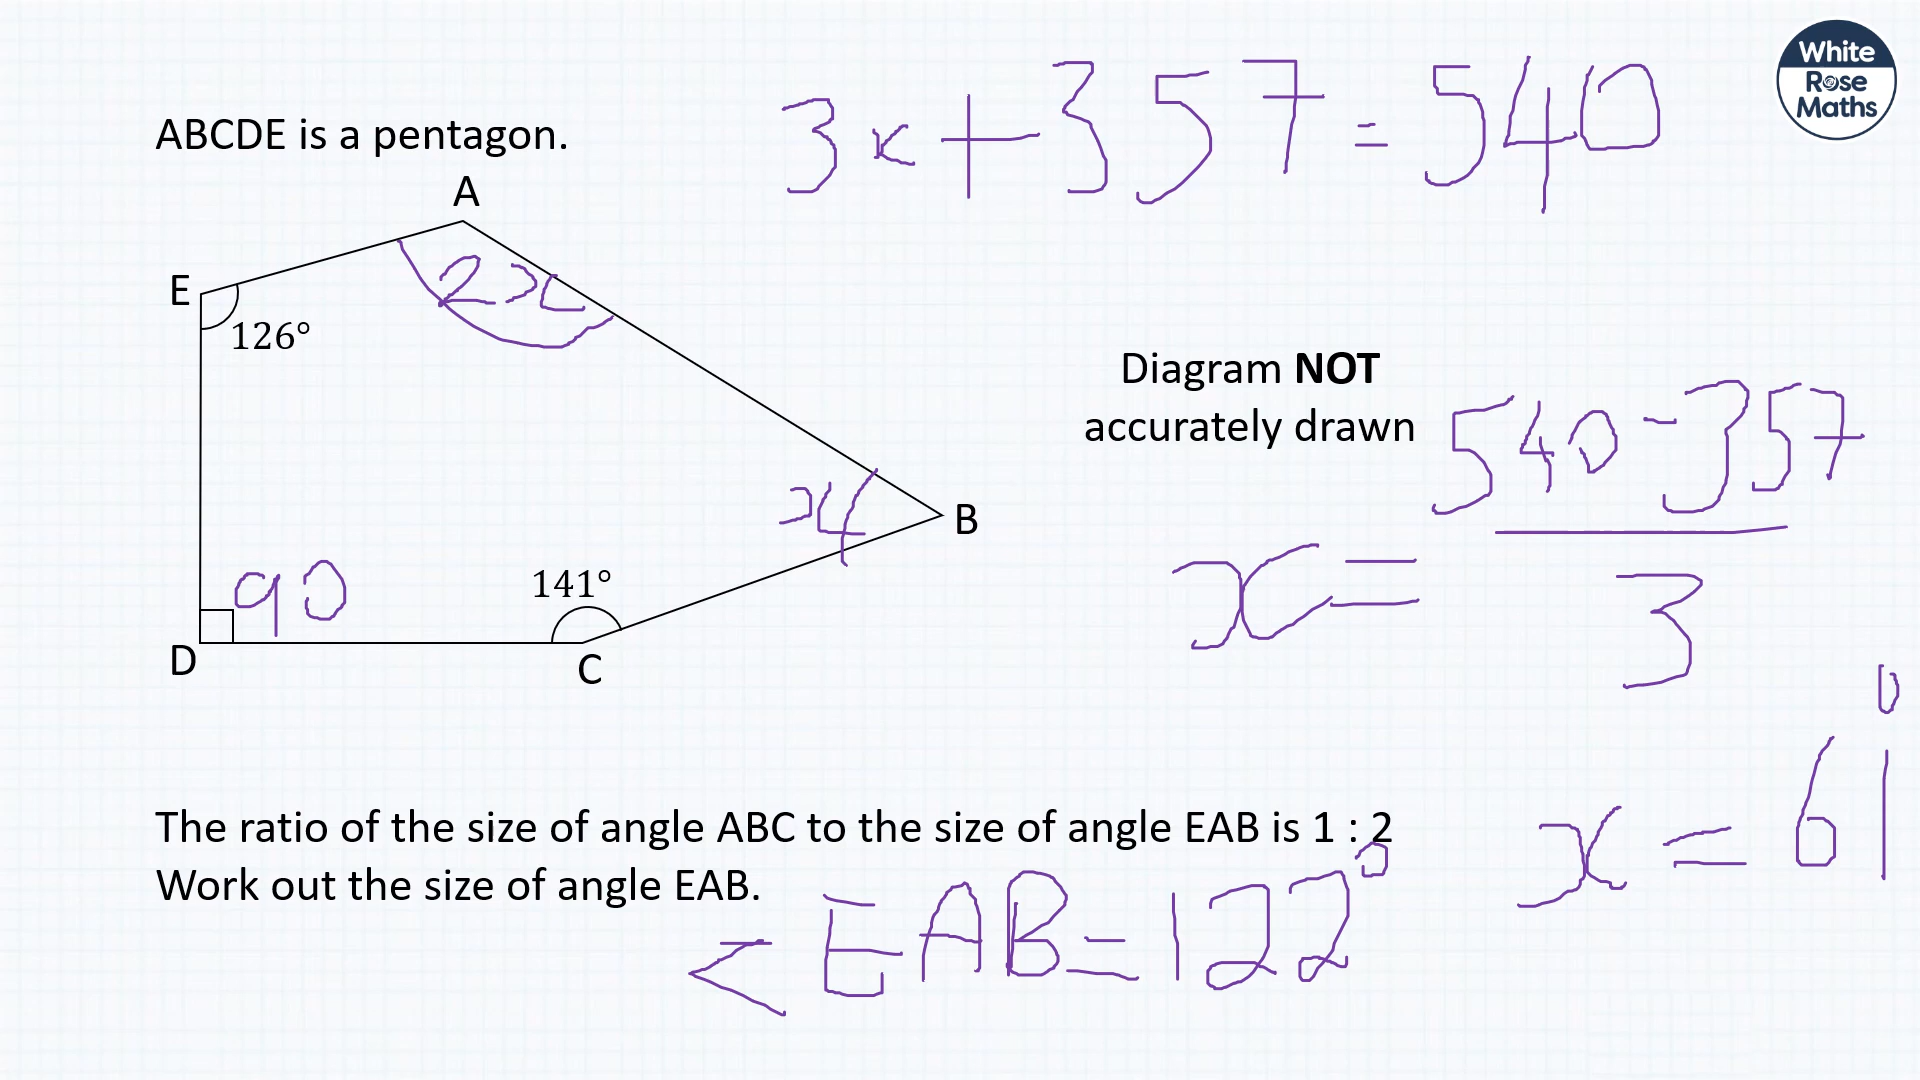 White
Rose
Maths
3x+357=540
ABCDE is a pentagon.
A
2x
E
126°
Diagram NOT
accurately drawn
540-357
x=
3
x
B
90
141°
D
C
x=61°
The ratio of the size of angle ABC to the size of angle EAB is 1 : 2
Work out the size of angle EAB.
<EAB=122°